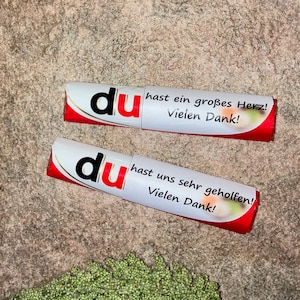 du hast ein großes Herz!
Vielen Dank!
du hast uns sehr geholfen!
Vielen Dank!